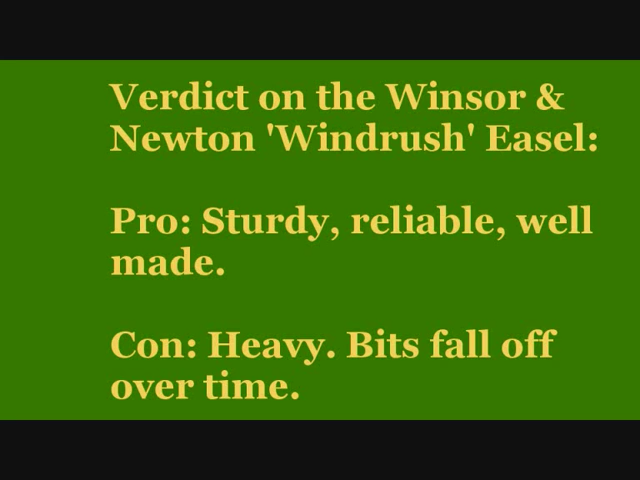 Verdict on the Winsor &
Newton 'Windrush' Easel:
Pro: Sturdy, reliable, well
made.
Con: Heavy. Bits fall off
over time.